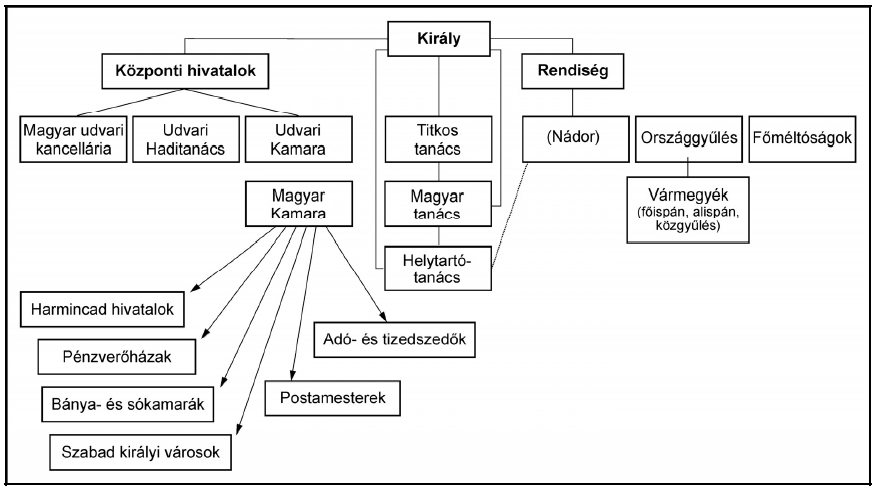 Király
Központi hivatalok
Rendiség
Magyar udvari
kancellária
Udvari
Haditanács
Udvari
Kamara
Titkos
tanács
(Nádor)
Országgyűlés
Főméltóságok
Magyar
Kamara
Magyar
tanács
Vármegyék
(főispán, alispán,
közgyűlés)
Helytartó-
tanács
Harmincad hivatalok
Adó- és tizedszedők
Pénzverőházak
Bánya- és sókamarák
Postamesterek
Szabad királyi városok